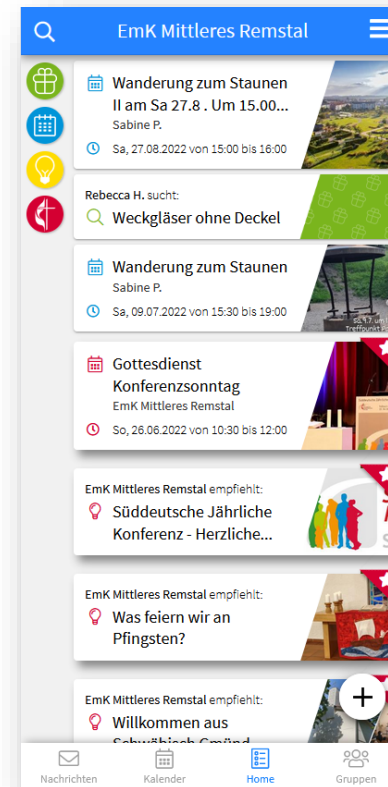 EmK Mittleres Remstal
Wanderung zum Staunen
II am Sa 27.8 . Um 15.00...
Sabine P.
Sa, 27.08.2022 von 15:00 bis 16:00
Rebecca H. sucht:
Weckgläser ohne Deckel
Wanderung zum Staunen
Sabine P.
Sa, 09.07.2022 von 15:30 bis 19:00
Gottesdienst
Konferenzsonntag
EmK Mittleres Remstal
So, 26.06.2022 von 10:30 bis 12:00
EmK Mittleres Remstal empfiehlt:
Süddeutsche Jährliche
Konferenz - Herzliche...
EmK Mittleres Remstal empfiehlt:
Was feiern wir an
Pfingsten?
EmK Mittleres Remstal empfiehlt:
Willkommen aus
Schwäbisch Gmünd
Nachrichten
Kalender
Home
Gruppen